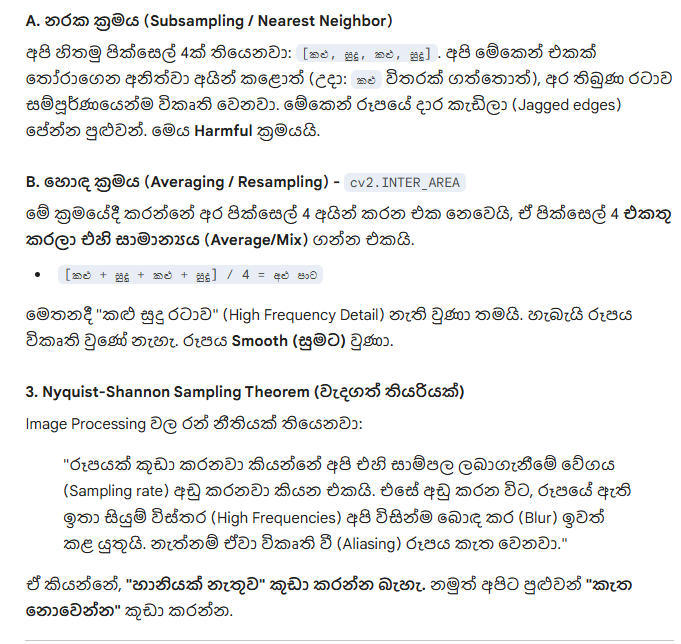 A. නරක ක්‍රමය (Subsampling / Nearest Neighbor)
අපි හිතමු පික්සෙල් 4ක් තියෙනවා: [කළු, සුදු, කළු, සුදු]. අපි මේකෙන් එකක්
තෝරාගෙන අනිත්වා අයින් කළොත් (උදා: කළු විතරක් ගත්තොත්), අර තිබුණ රටාව
සම්පූර්ණයෙන්ම විකෘති වෙනවා. මේකෙන් රූපයේ දාර කැඩිලා (Jagged edges)
පේන්න පුළුවන්. මෙය Harmful ක්‍රමයයි.
B. හොඳ ක්‍රමය (Averaging / Resampling) - cv2.INTER_AREA
මේ ක්‍රමයේදී කරන්නේ අර පික්සෙල් 4 අයින් කරන එක නෙවෙයි, ඒ පික්සෙල් 4 එකතු
කරලා එහි සාමාන්‍යය (Average/Mix) ගන්න එකයි.
• [කළු + සුදු + කළු + සුදු] / 4 = අළු පාට
මෙතනදී "කළු සුදු රටාව" (High Frequency Detail) නැති වුණා තමයි. හැබැයි රූපය
විකෘති වුණේ නැහැ. රූපය Smooth (සුමට) වුණා.
3. Nyquist-Shannon Sampling Theorem (වැදගත් තියරියක්)
Image Processing වල රන් නීතියක් තියෙනවා:
"රූපයක් කුඩා කරනවා කියන්නේ අපි එහි සාම්පල ලබාගැනීමේ වේගය
(Sampling rate) අඩු කරනවා කියන එකයි. එසේ අඩු කරන විට, රූපයේ ඇති
ඉතා සියුම් විස්තර (High Frequencies) අපි විසින්ම බොඳ කර (Blur) ඉවත්
කළ යුතුයි. නැත්නම් ඒවා විකෘති වී (Aliasing) රූපය කැත වෙනවා."
ඒ කියන්නේ, "හානියක් නැතුව" කුඩා කරන්න බැහැ. නමුත් අපිට පුළුවන් "කැත
නොවෙන්න" කුඩා කරන්න.